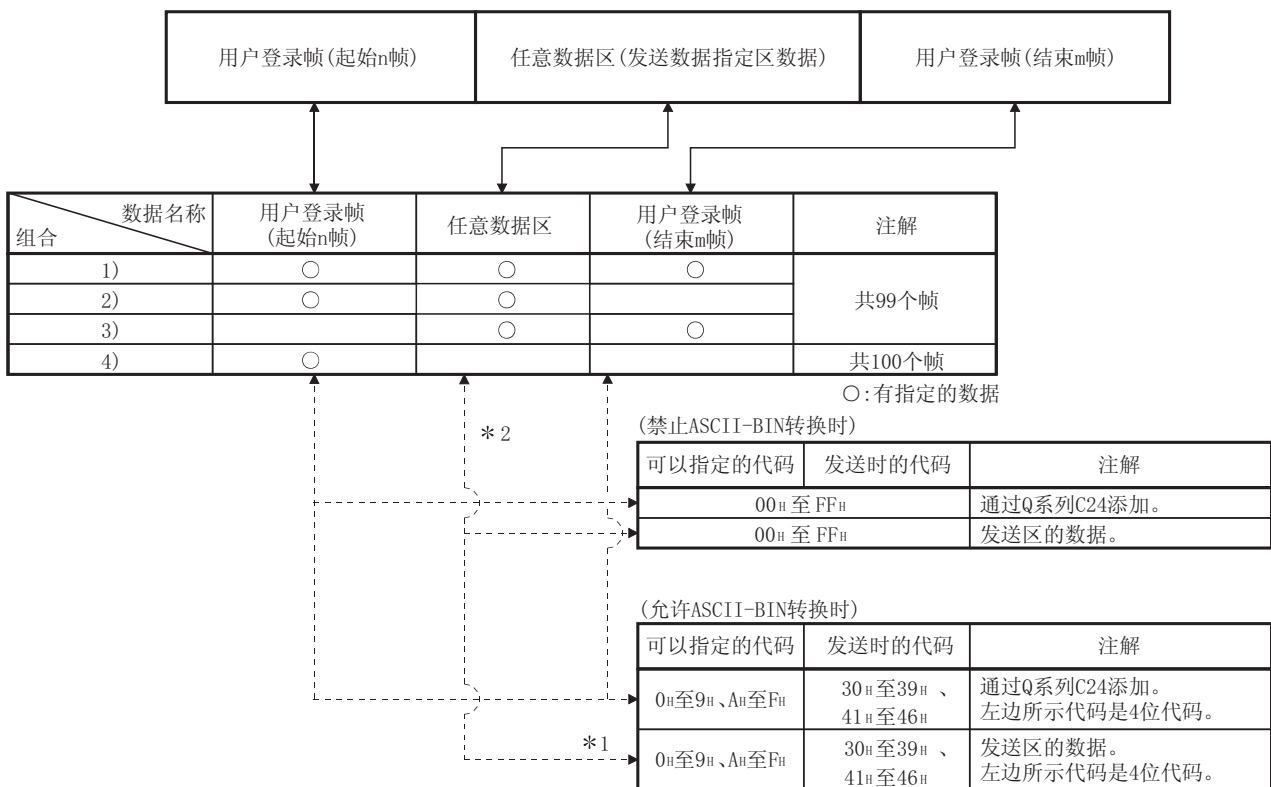 用户登录帧(起始n帧) 任意数据区(发送数据指定区数据) 用户登录帧(结束m帧)
数据名称
组合
用户登录帧
(起始n帧)
任意数据区
用户登录帧
(结束m帧)
注解
1) ○ ○ ○
2) ○ ○
3) ○ ○
共99个帧
4) ○ 共100个帧
○:有指定的数据
*2
(禁止ASCII-BIN转换时)
可以指定的代码 发送时的代码 注解
00H 至 FFH 通过Q系列C24添加。
00H 至 FFH 发送区的数据。
(允许ASCII-BIN转换时)
可以指定的代码 发送时的代码 注解
0H至9H、AH至FH
30H至39H 、
41H至46H
通过Q系列C24添加。
左边所示代码是4位代码。
*1
0H至9H、AH至FH
30H至39H 、
41H至46H
发送区的数据。
左边所示代码是4位代码。